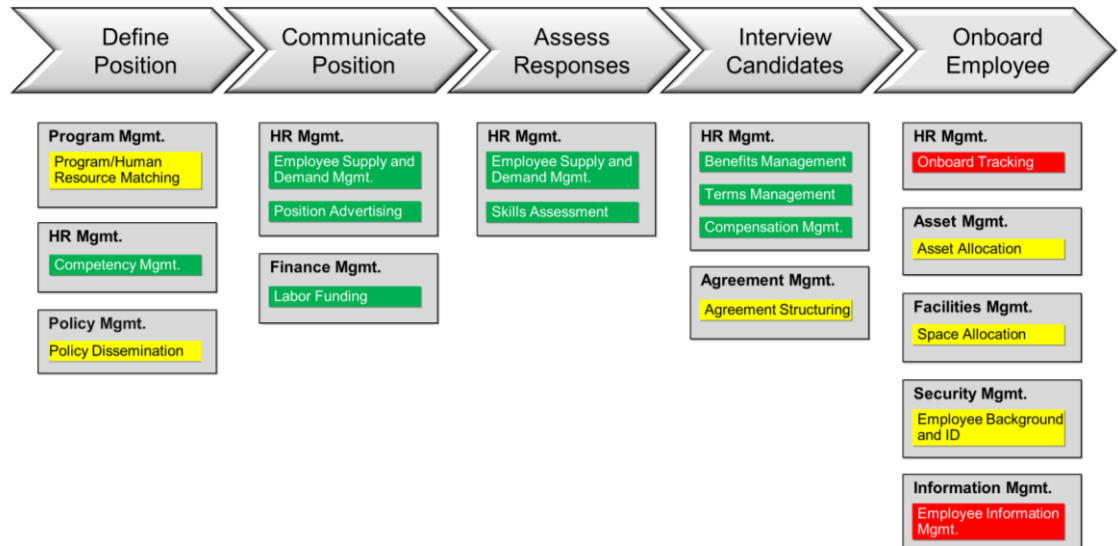 Define
Position
Communicate
Position
Assess
Responses
Interview
Candidates
Onboard
Employee
Program Mgmt.
Program/Human
Resource Matching
HR Mgmt.
Competency Mgmt.
Policy Mgmt.
Policy Dissemination
HR Mgmt.
Employee Supply and
Demand Mgmt.
Position Advertising
Finance Mgmt.
Labor Funding
HR Mgmt.
Employee Supply and
Demand Mgmt.
Skills Assessment
HR Mgmt.
Benefits Management
Terms Management
Compensation Mgmt.
Agreement Mgmt.
Agreement Structuring
HR Mgmt.
Onboard Tracking
Asset Mgmt.
Asset Allocation
Facilities Mgmt.
Space Allocation
Security Mgmt.
Employee Background
and ID
Information Mgmt.
Employee Information
Mgmt.